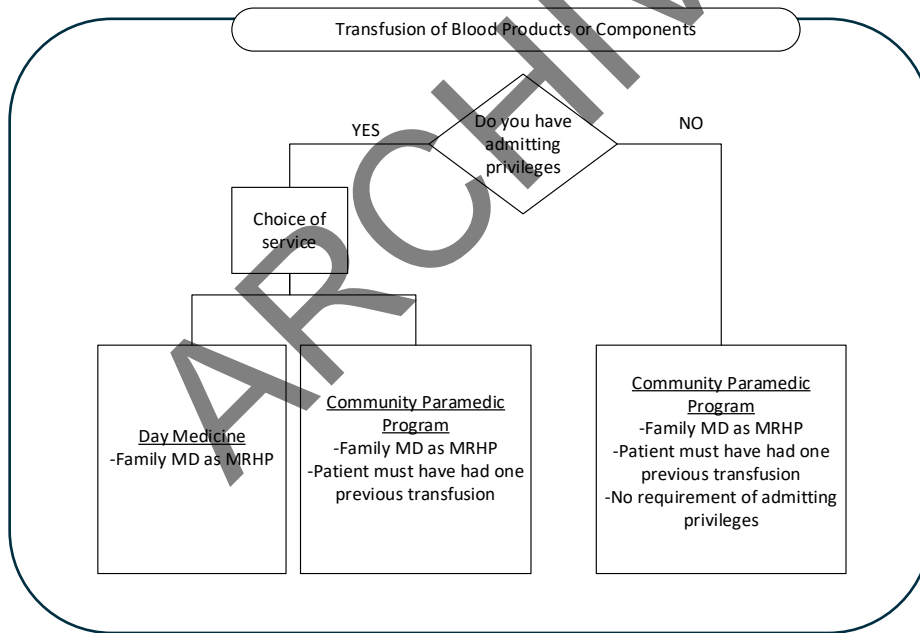 Transfusion of Blood Products or Components
Do you have
admitting
privileges
YES
NO
Choice of
service
Day Medicine
-Family MD as MRHP
Community Paramedic
Program
-Family MD as MRHP
-Patient must have had one
previous transfusion
Community Paramedic
Program
-Family MD as MRHP
-Patient must have had one
previous transfusion
-No requirement of admitting
privileges